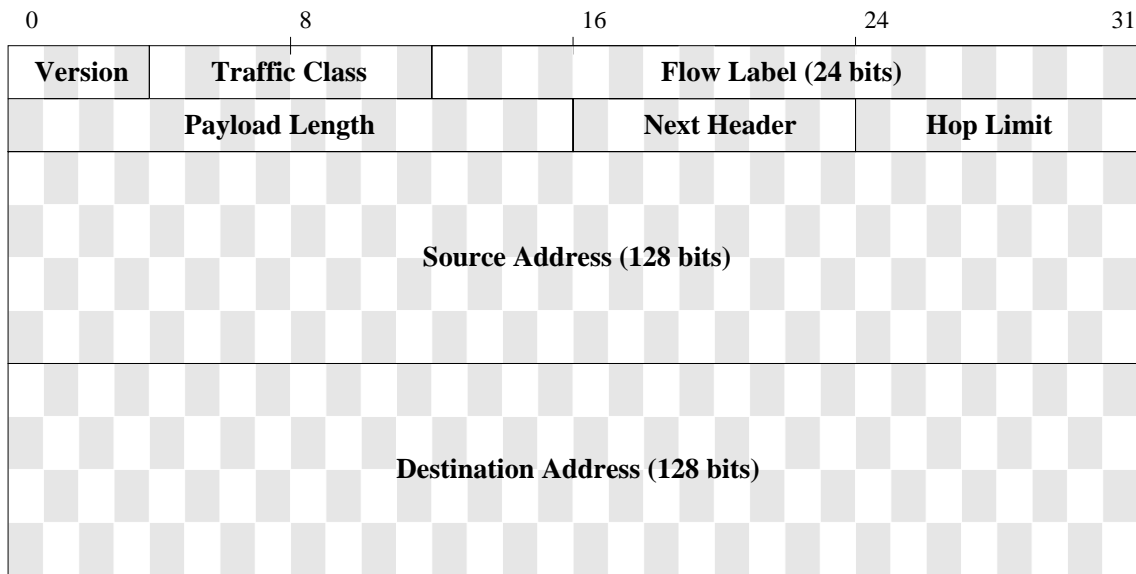 0 8 16 24 31
Version Traffic Class Flow Label (24 bits)
Payload Length Next Header Hop Limit
Source Address (128 bits)
Destination Address (128 bits)